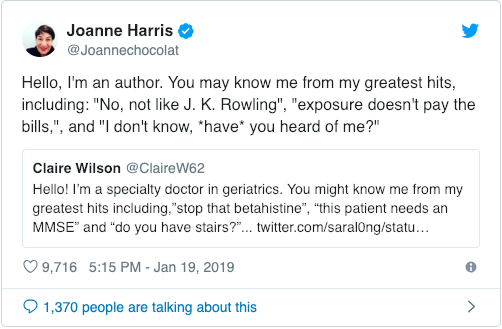 Joanne Harris
@Joannechocolat
Hello, I'm an author. You may know me from my greatest hits,
including: "No, not like J. K. Rowling", "exposure doesn't pay the
bills,", and "I don't know, *have* you heard of me?"
Claire Wilson @ClaireW62
Hello! I'm a specialty doctor in geriatrics. You might know me from my
greatest hits including,"stop that betahistine”, “this patient needs an
MMSE” and “do you have stairs?”... twitter.com/saral0ng/statu…
9,716 5:15 PM - Jan 19, 2019
1,370 people are talking about this